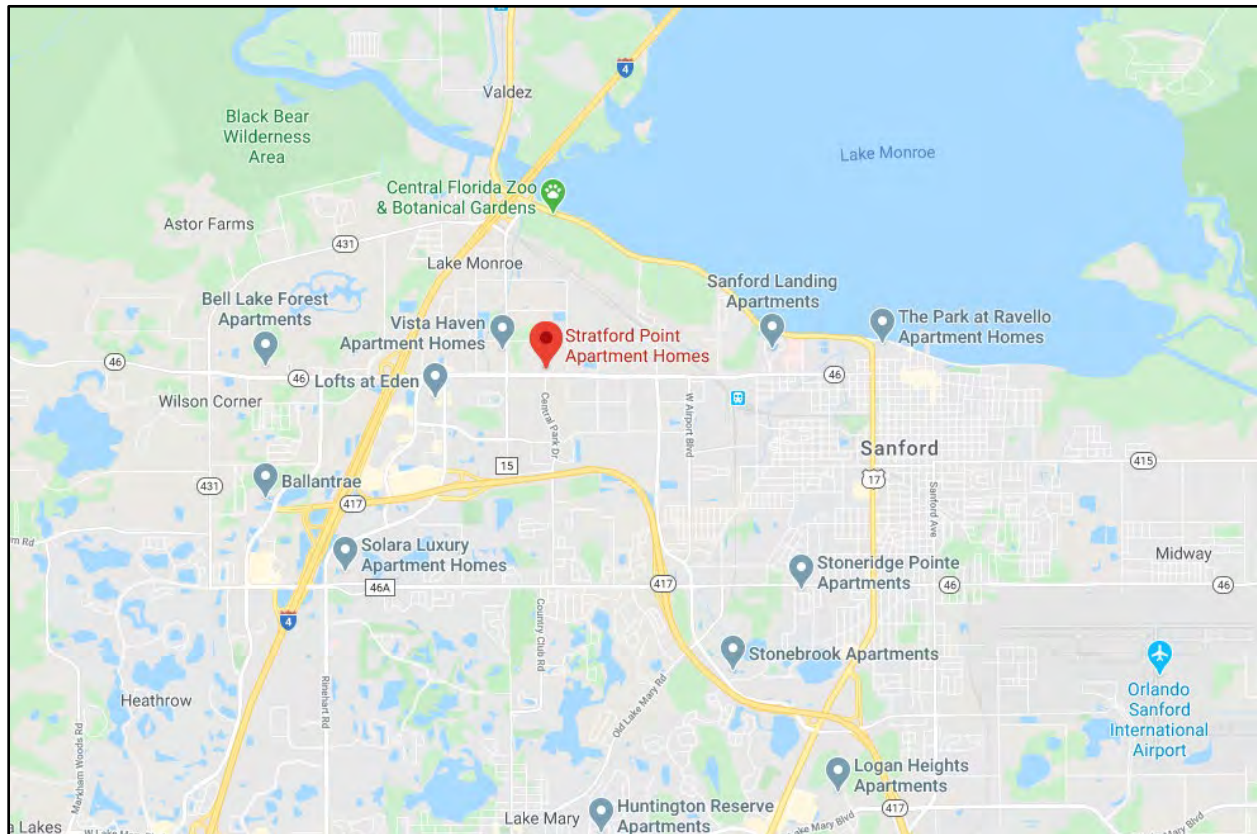 4
Valdez
Black Bear
Wilderness
Area
Lake Monroe
Central Florida Zoo
& Botanical Gardens
Astor Farms
431
Lake Monroe
Sanford Landing
Apartments
Bell Lake Forest
Apartments
Vista Haven
Apartment Homes
Stratford Point
Apartment Homes
The Park at Ravello
Apartment Homes
46
46
Lofts at Eden
46
Wilson Corner
Central Park Dr
W Airport Blvd
Sanford
15
415
431
Ballantrae
417
17
Sanford Ave
Solara Luxury
Apartment Homes
Stoneridge Pointe
Apartments
Midway
46A
417
46
46
4
Country Club Rd
Stonebrook Apartments
Old Lake Mary Rd
Heathrow
Rinehart Rd
Markham Woods Rd
Orlando
Sanford
International
Airport
Logan Heights
Apartments
417
Huntington Reserve
Apartments
Lake Mary
Lake Mary Blvd
a Lakes